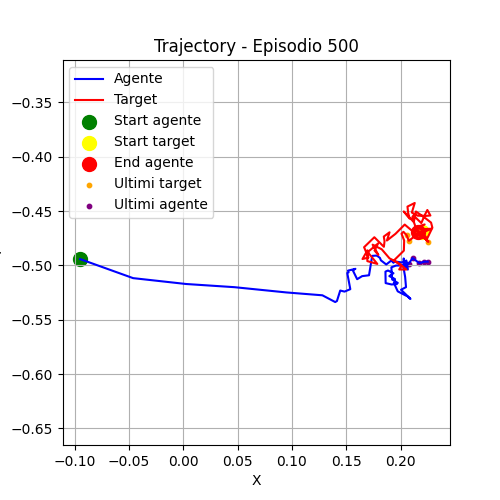 Trajectory - Episodio 500
Agente
Target
Start agente
Start target
End agente
Ultimi target
Ultimi agente
−0.35
−0.40
−0.45
−0.50
−0.55
−0.60
−0.65
−0.10
−0.05
0.00
0.05
0.10
0.15
0.20
X